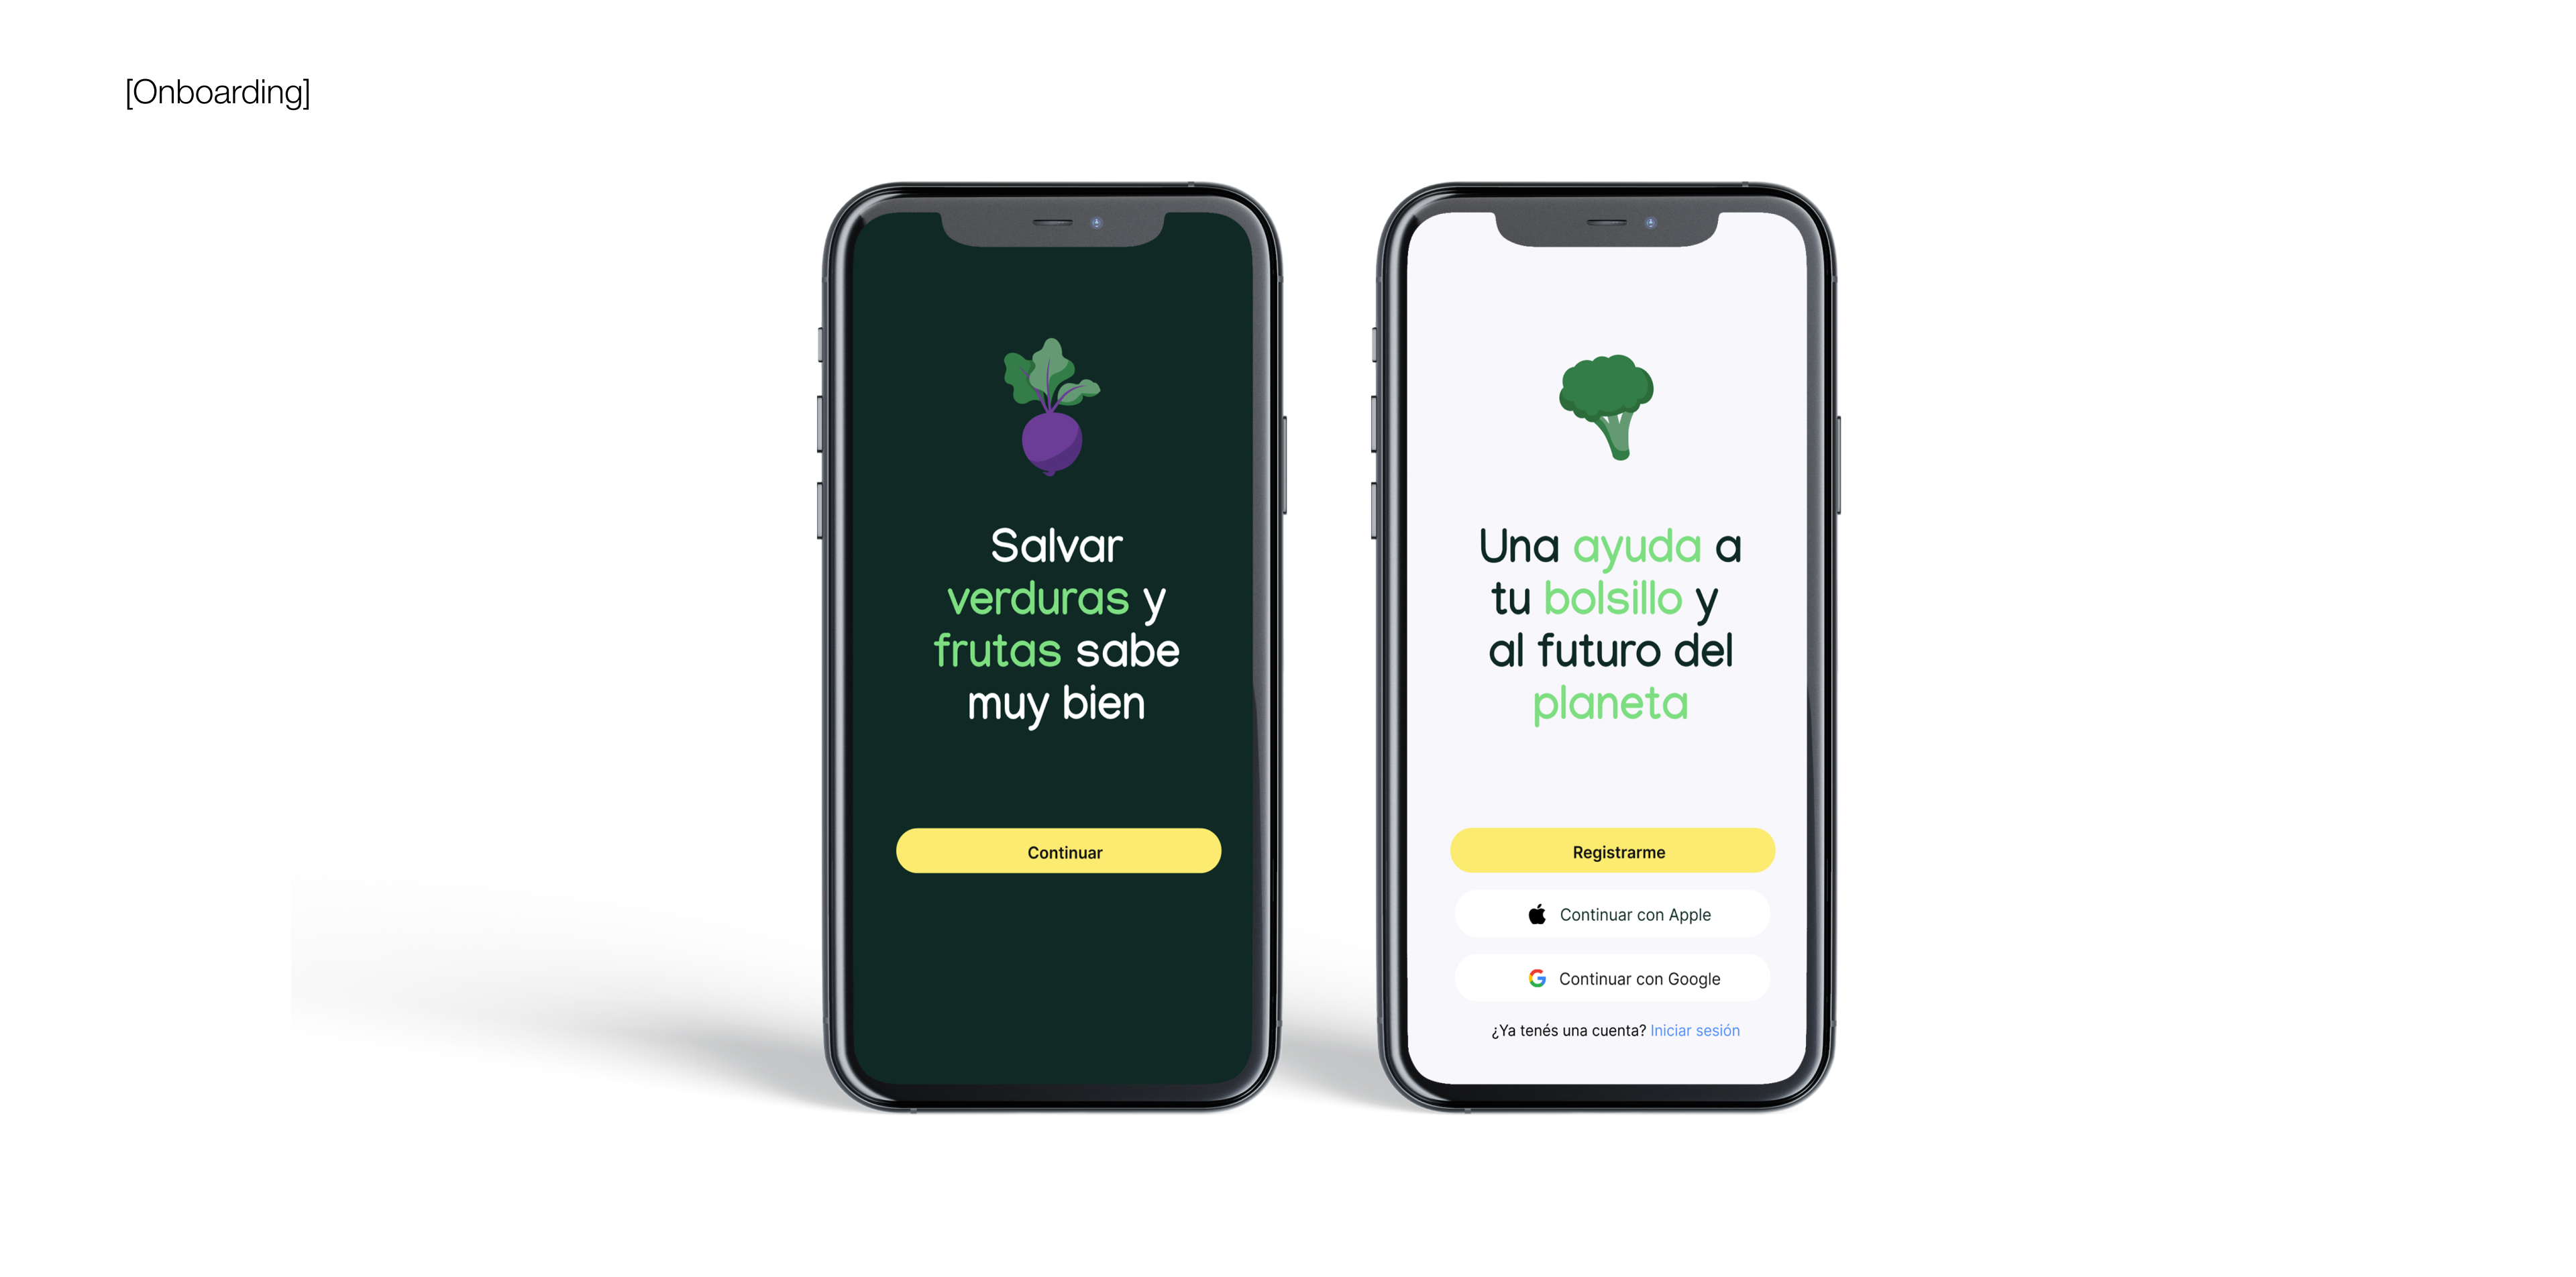 [Onboarding]
Salvar
verduras y
frutas sabe
muy bien
Continuar
Una ayuda a
tu bolsillo y
al futuro del
planeta
Registrarme
Continuar con Apple
Continuar con Google
¿Ya tenés una cuenta? Iniciar sesión